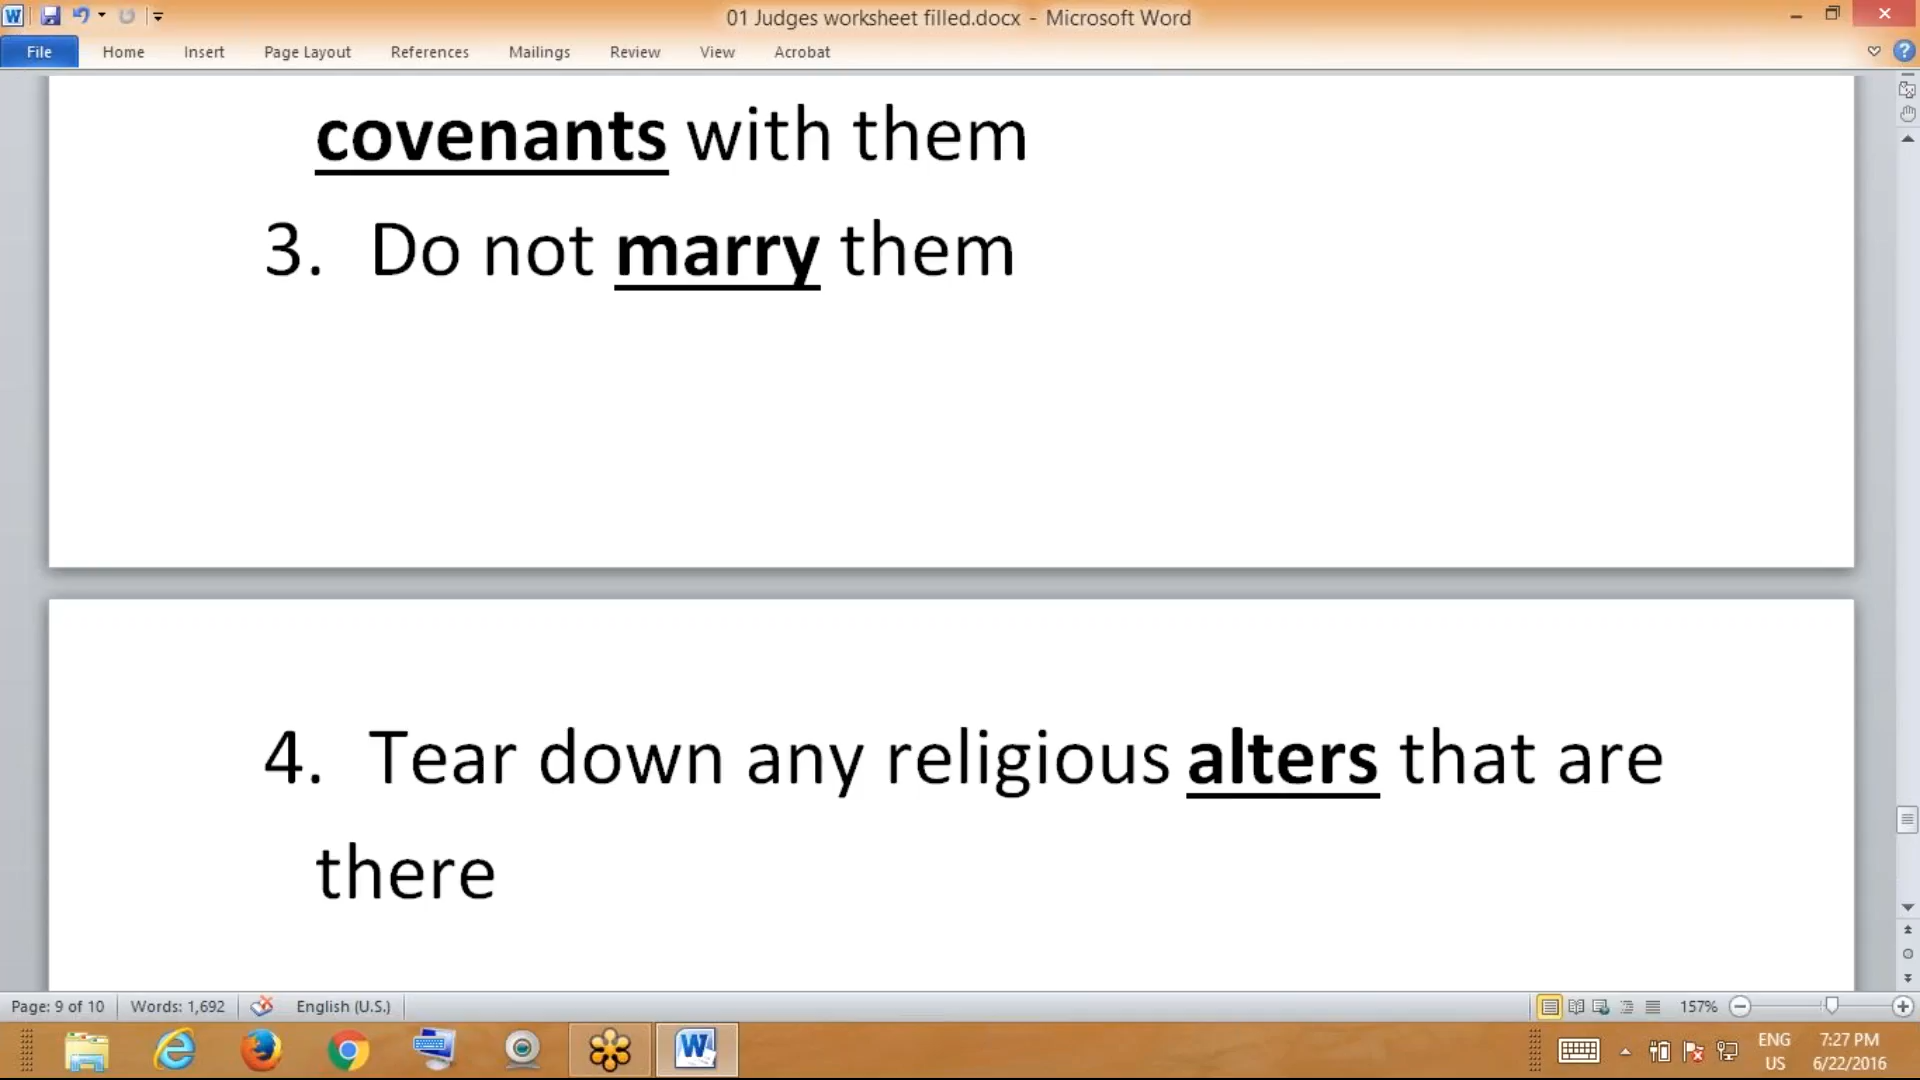 01 Judges worksheet filled.docx - Microsoft Word
File Home Insert Page Layout References Mailings Review View Acrobat
covenants with them
3. Do not marry them
4. Tear down any religious alters that are
there
Page: 9 of 10 Words: 1,692 English (U.S.) 157%
ENG 7:27 PM
US 6/22/2016